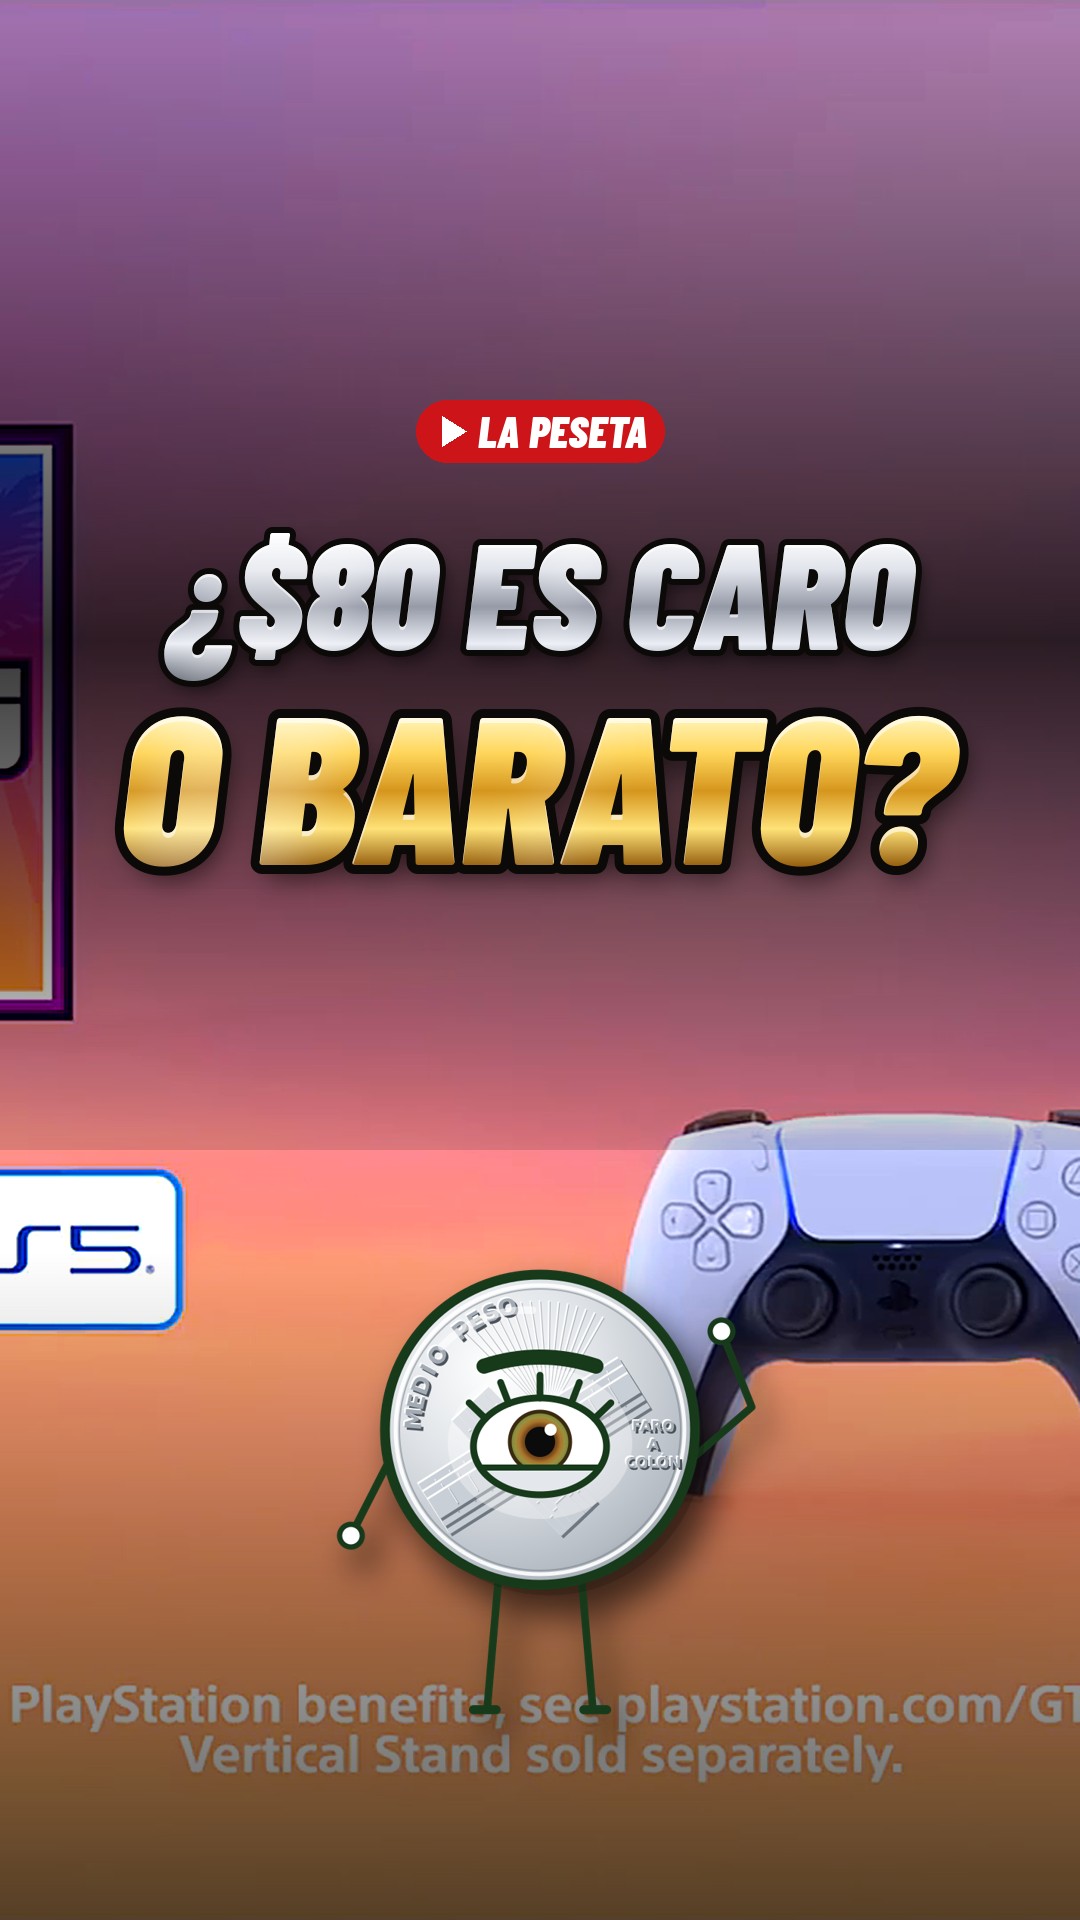 LA PESETA
¿$80 ES CARO
O BARATO?
S5®
MEDIO PESO
FARO
A
COLÓN
PlayStation benefits, see playstation.com/GT
Vertical Stand sold separately.